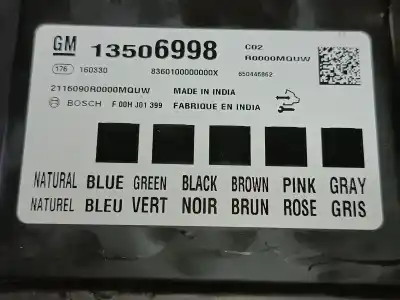 GM 13506998 C02
R0000MQUW
176 160330 8360100000000X 650446862
2116090R0000MQUW MADE IN INDIA
BOSCH F 00H J01 399 FABRIQUE EN INDIA
NATURAL BLUE GREEN BLACK BROWN PINK GRAY
NATUREL BLEU VERT NOIR BRUN ROSE GRIS